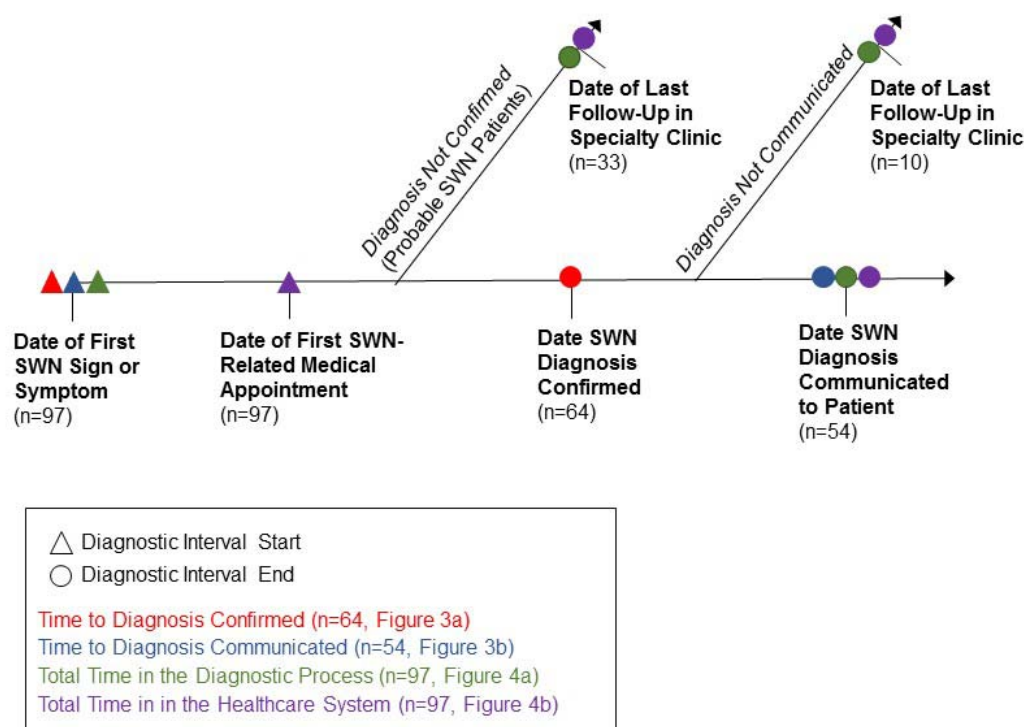 Diagnosis Not Confirmed
(Probable SWN Patients)
Date of Last
Follow-Up in
Specialty Clinic
(n=33)
Diagnosis Not Communicated
Date of Last
Follow-Up in
Specialty Clinic
(n=10)
Date of First
SWN Sign or
Symptom
(n=97)
Date of First SWN-
Related Medical
Appointment
(n=97)
Date SWN
Diagnosis
Confirmed
(n=64)
Date SWN
Diagnosis
Communicated
to Patient
(n=54)
Diagnostic Interval Start
Diagnostic Interval End
Time to Diagnosis Confirmed (n=64, Figure 3a)
Time to Diagnosis Communicated (n=54, Figure 3b)
Total Time in the Diagnostic Process (n=97, Figure 4a)
Total Time in in the Healthcare System (n=97, Figure 4b)